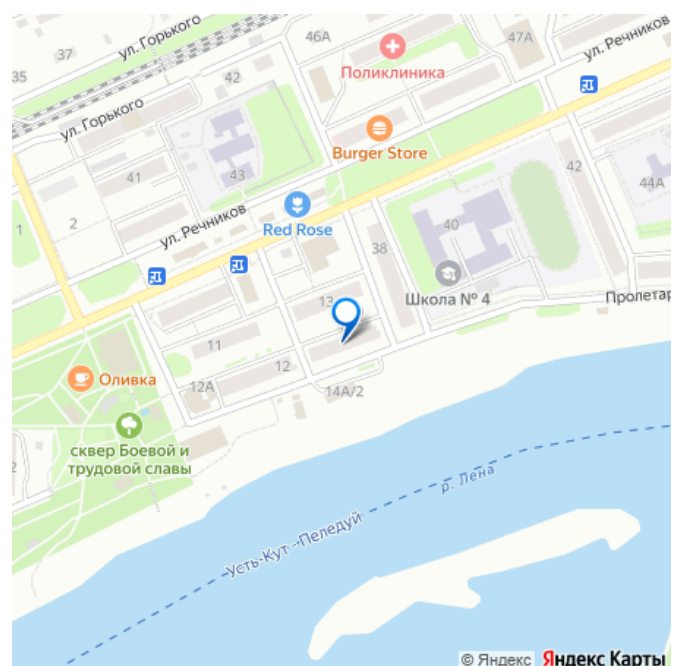 ул. Горького
46А
47А
ул. Речников
37
Поликлиника
35
42
ул. Горького
Burger Store
41
43
42
44А
2
1
ул. Речников
Red Rose
40
38
Школа № 4
13
Пролетар
11
12
Оливка
12А
14А/2
сквер Боевой и
трудовой славы
2
р. Лена
Усть-Кут - Пеледуй
© Яндекс Яндекс Карты